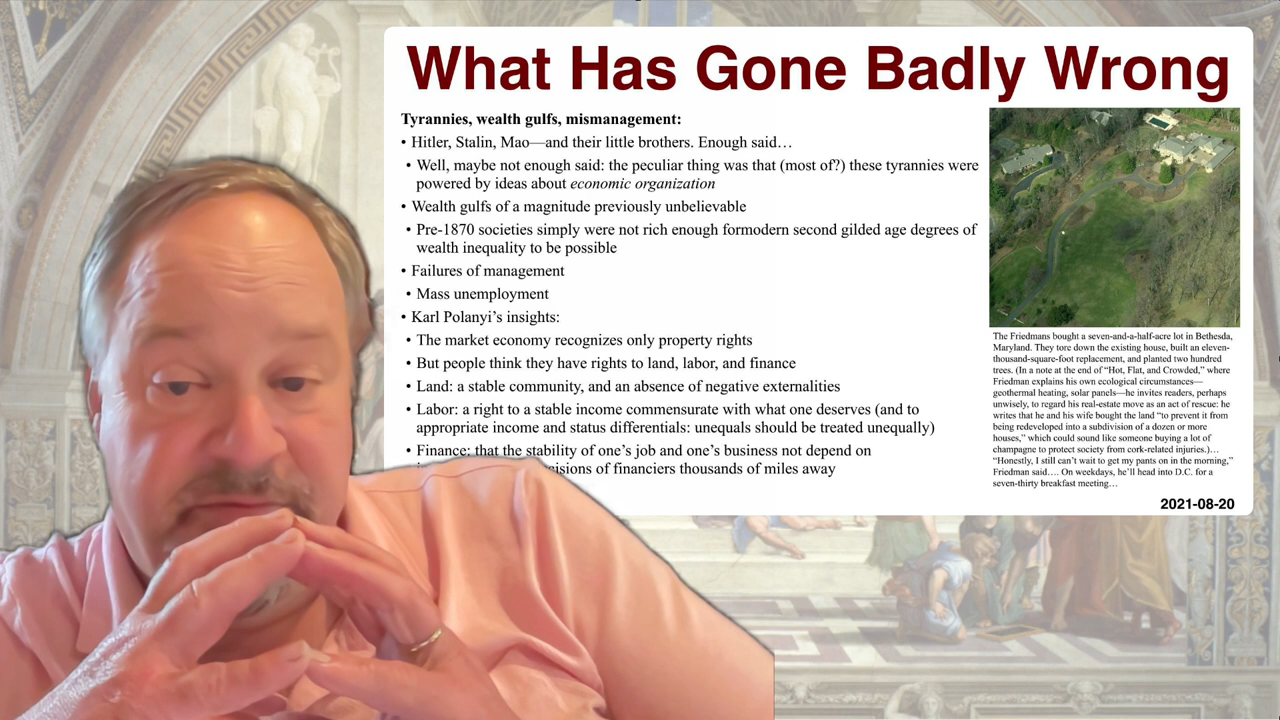 What Has Gone Badly Wrong
Tyrannies, wealth gulfs, mismanagement:
• Hitler, Stalin, Mao—and their little brothers. Enough said…
• Well, maybe not enough said: the peculiar thing was that (most of?) these tyrannies were
powered by ideas about economic organization
• Wealth gulfs of a magnitude previously unbelievable
• Pre-1870 societies simply were not rich enough formodern second gilded age degrees of
wealth inequality to be possible
• Failures of management
• Mass unemployment
• Karl Polanyi’s insights:
• The market economy recognizes only property rights
• But people think they have rights to land, labor, and finance
• Land: a stable community, and an absence of negative externalities
• Labor: a right to a stable income commensurate with what one deserves (and to
appropriate income and status differentials: unequals should be treated unequally)
• Finance: that the stability of one’s job and one’s business not depend on
of financiers thousands of miles away
The Friedmans bought a seven-and-a-half-acre lot in Bethesda,
Maryland. They tore down the existing house, built an eleven-
thousand-square-foot replacement, and planted two hundred
trees. (In a note at the end of “Hot, Flat, and Crowded,” where
Friedman explains his own ecological circumstances—
geothermal heating, solar panels—he invites readers, perhaps
unwisely, to regard his real-estate move as an act of rescue: he
writes that he and his wife bought the land “to prevent it from
being redeveloped into a subdivision of a dozen or more
houses,” which could sound like someone buying a lot of
champagne to protect society from cork-related injuries.)…
“Honestly, I still can’t wait to get my pants on in the morning,”
Friedman said…. On weekdays, he’ll head into D.C. for a
seven-thirty breakfast meeting…
2021-08-20